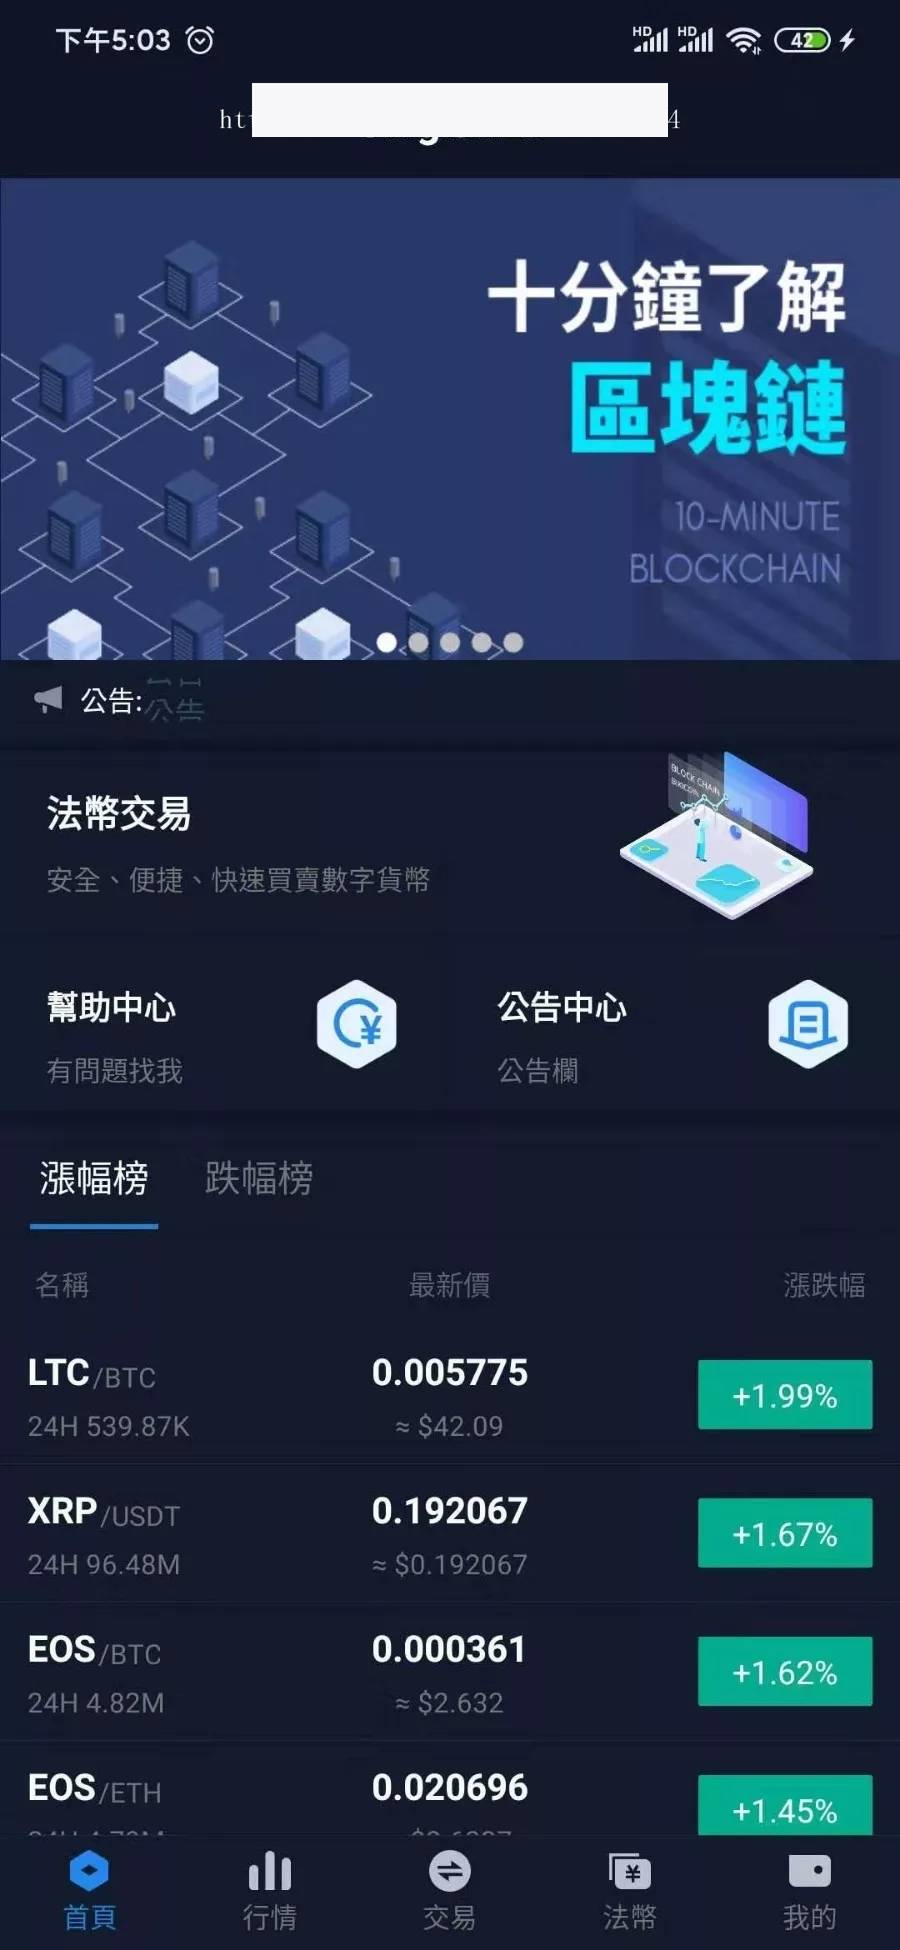 下午5:03
HD HD 42
htt 4
十分鐘了解
區塊鏈
10-MINUTE
BLOCKCHAIN
公告:
公告
法幣交易
安全、便捷、快速買賣數字貨幣
BLOCK CHAIN
幫助中心
有問題找我
公告中心
公告欄
漲幅榜 跌幅榜
名稱 最新價 漲跌幅
LTC/BTC 0.005775 +1.99%
24H 539.87K ≈ $42.09
XRP/USDT 0.192067 +1.67%
24H 96.48M ≈ $0.192067
EOS/BTC 0.000361 +1.62%
24H 4.82M ≈ $2.632
EOS/ETH 0.020696 +1.45%
首頁 行情 交易 法幣 我的